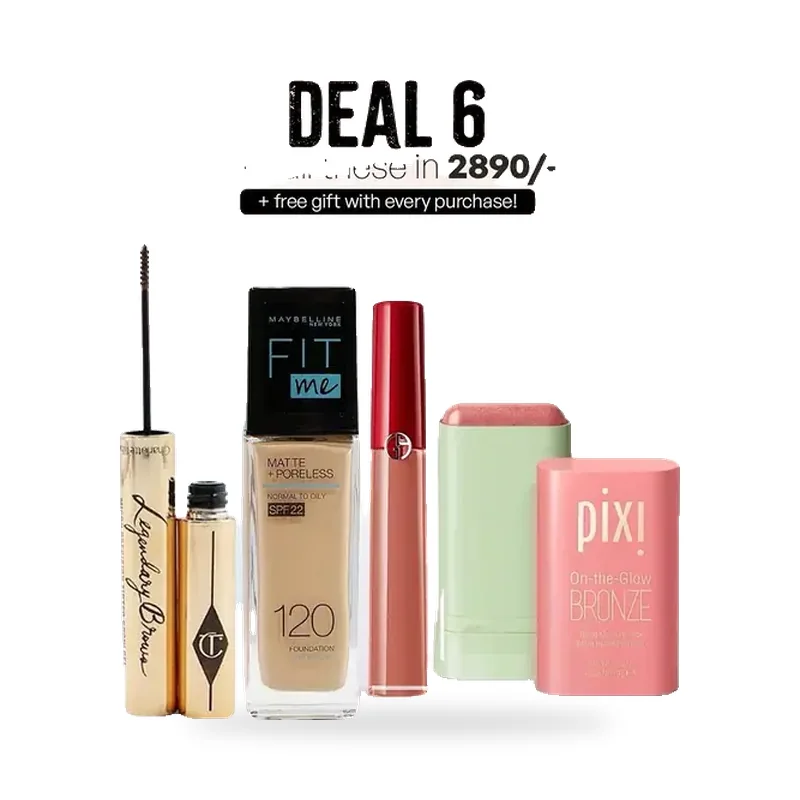 DEAL 6
these in 2890/-
+ free gift with every purchase!
MAYBELLINE
NEW YORK
FIT
me
MATTE
+ PORELESS
NORMAL TO OILY
SPF 22
120
FOUNDATION
Legendary Brows
CT
pixi
On-the-Glow
BRONZE